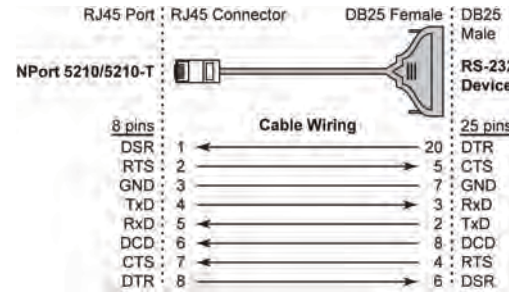 RJ45 Port RJ45 Connector DB25 Female DB25
Male
NPort 5210/5210-T RS-232
Device
8 pins Cable Wiring 25 pins
DSR 1 20 DTR
RTS 2 5 CTS
GND 3 7 GND
TxD 4 3 RxD
RxD 5 2 TxD
DCD 6 8 DCD
CTS 7 4 RTS
DTR 8 6 DSR